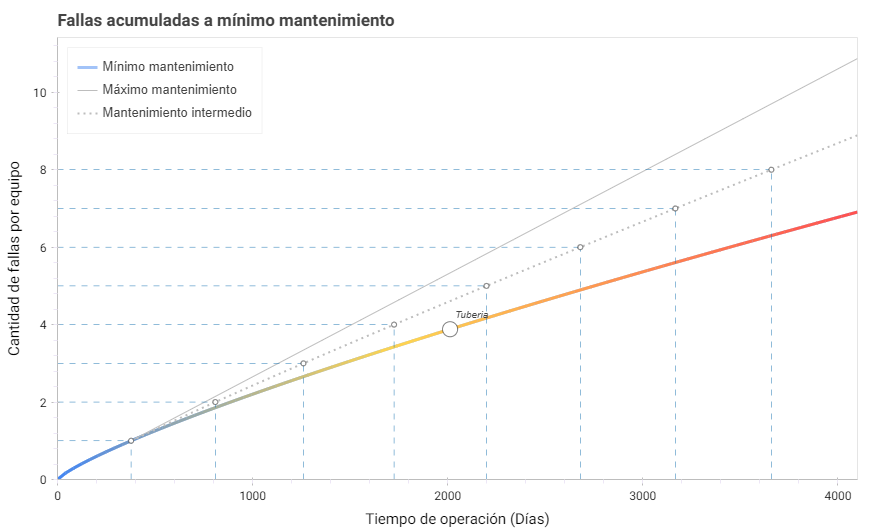 Fallas acumuladas a mínimo mantenimiento
Mínimo mantenimiento
Máximo mantenimiento
Mantenimiento intermedio
Cantidad de fallas por equipo
10
8
6
4
2
0
Tuberia
0 1000 2000 3000 4000
Tiempo de operación (Días)